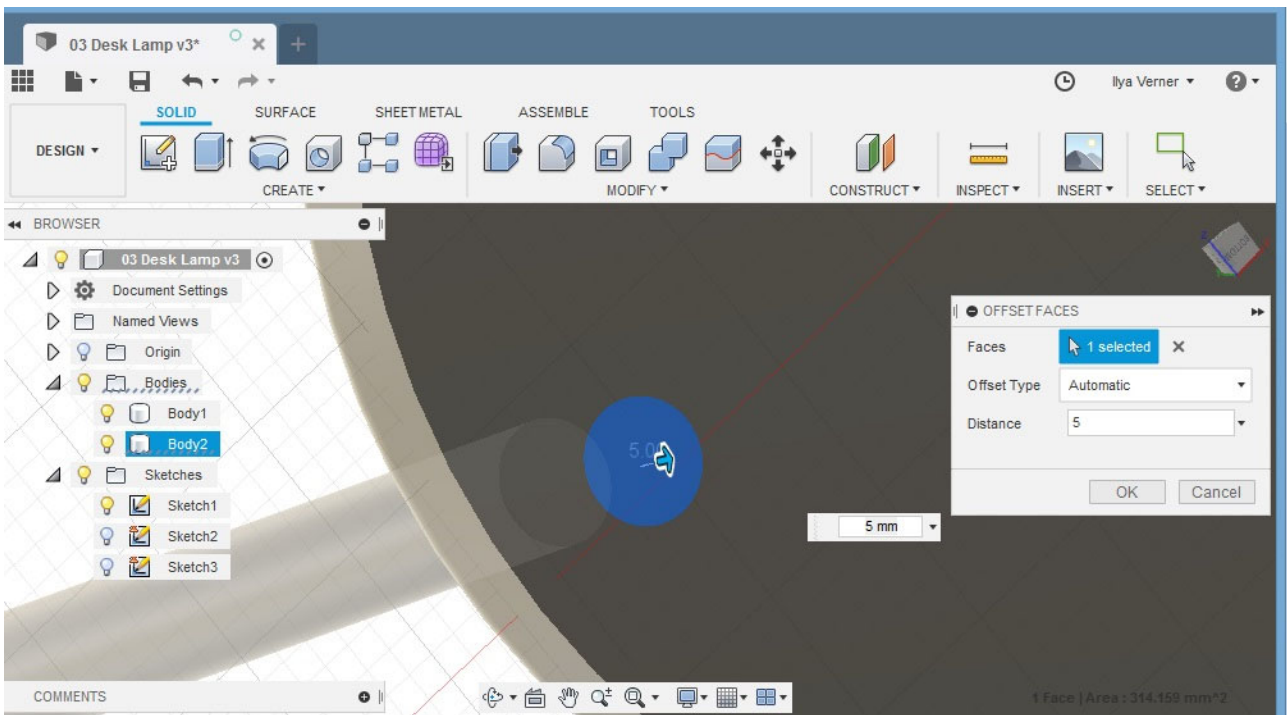 03 Desk Lamp v3*
Ilya Verner
SOLID SURFACE SHEET METAL ASSEMBLE TOOLS
DESIGN
CREATE MODIFY CONSTRUCT INSPECT INSERT SELECT
BROWSER
03 Desk Lamp v3
Document Settings
Named Views
Origin
Bodies
Body1
Body2
Sketches
Sketch1
Sketch2
Sketch3
OFFSET FACES
Faces 1 selected
Offset Type Automatic
Distance 5
OK Cancel
5 mm
COMMENTS
1 Face | Area : 314.159 mm^2